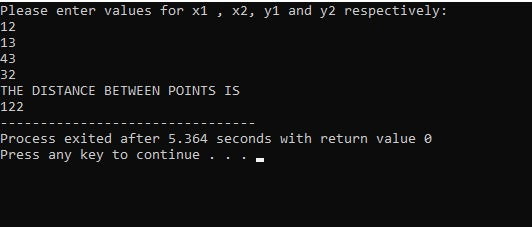 Please enter values for x1 , x2, y1 and y2 respectively:
12
13
43
32
THE DISTANCE BETWEEN POINTS IS
122
--------------------------------
Process exited after 5.364 seconds with return value 0
Press any key to continue . . .